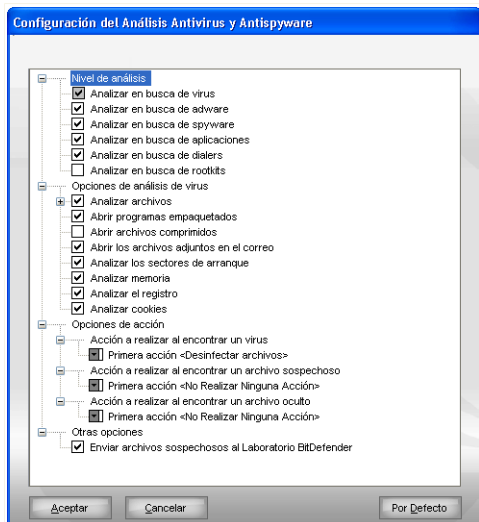 Configuración del Análisis Antivirus y Antispyware
Nivel de análisis
Analizar en busca de virus
Analizar en busca de adware
Analizar en busca de spyware
Analizar en busca de aplicaciones
Analizar en busca de dialers
Analizar en busca de rootkits
Opciones de análisis de virus
Analizar archivos
Abrir programas empaquetados
Abrir archivos comprimidos
Abrir los archivos adjuntos en el correo
Analizar los sectores de arranque
Analizar memoria
Analizar el registro
Analizar cookies
Opciones de acción
Acción a realizar al encontrar un virus
Primera acción <Desinfectar archivos>
Acción a realizar al encontrar un archivo sospechoso
Primera acción <No Realizar Ninguna Acción>
Acción a realizar al encontrar un archivo oculto
Primera acción <No Realizar Ninguna Acción>
Otras opciones
Enviar archivos sospechosos al Laboratorio BitDefender
Aceptar Cancelar Por Defecto